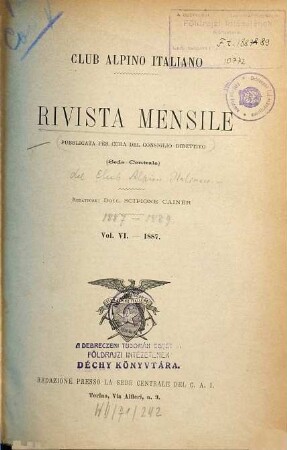 CLUB ALPINO ITALIANO
RIVISTA MENSILE
(PUBBLICATA PER CURA DEL CONSIGLIO DIRETTIVO)
(Sede Centrale)
del Club Alpino Italiano
REDATTORE: DOTT. SCIPIONE CAINER
1887-1889
Vol. VI. — 1887.
A DEBRECZENI TUDOMÁNY
FÖLDRAJZI INTÉZETÉNEK
DÉCHY KÖNYVTÁRA.
REDAZIONE PRESSO LA SEDE CENTRALE DEL C. A. I.
Torino, Via Alfieri, n. 9.